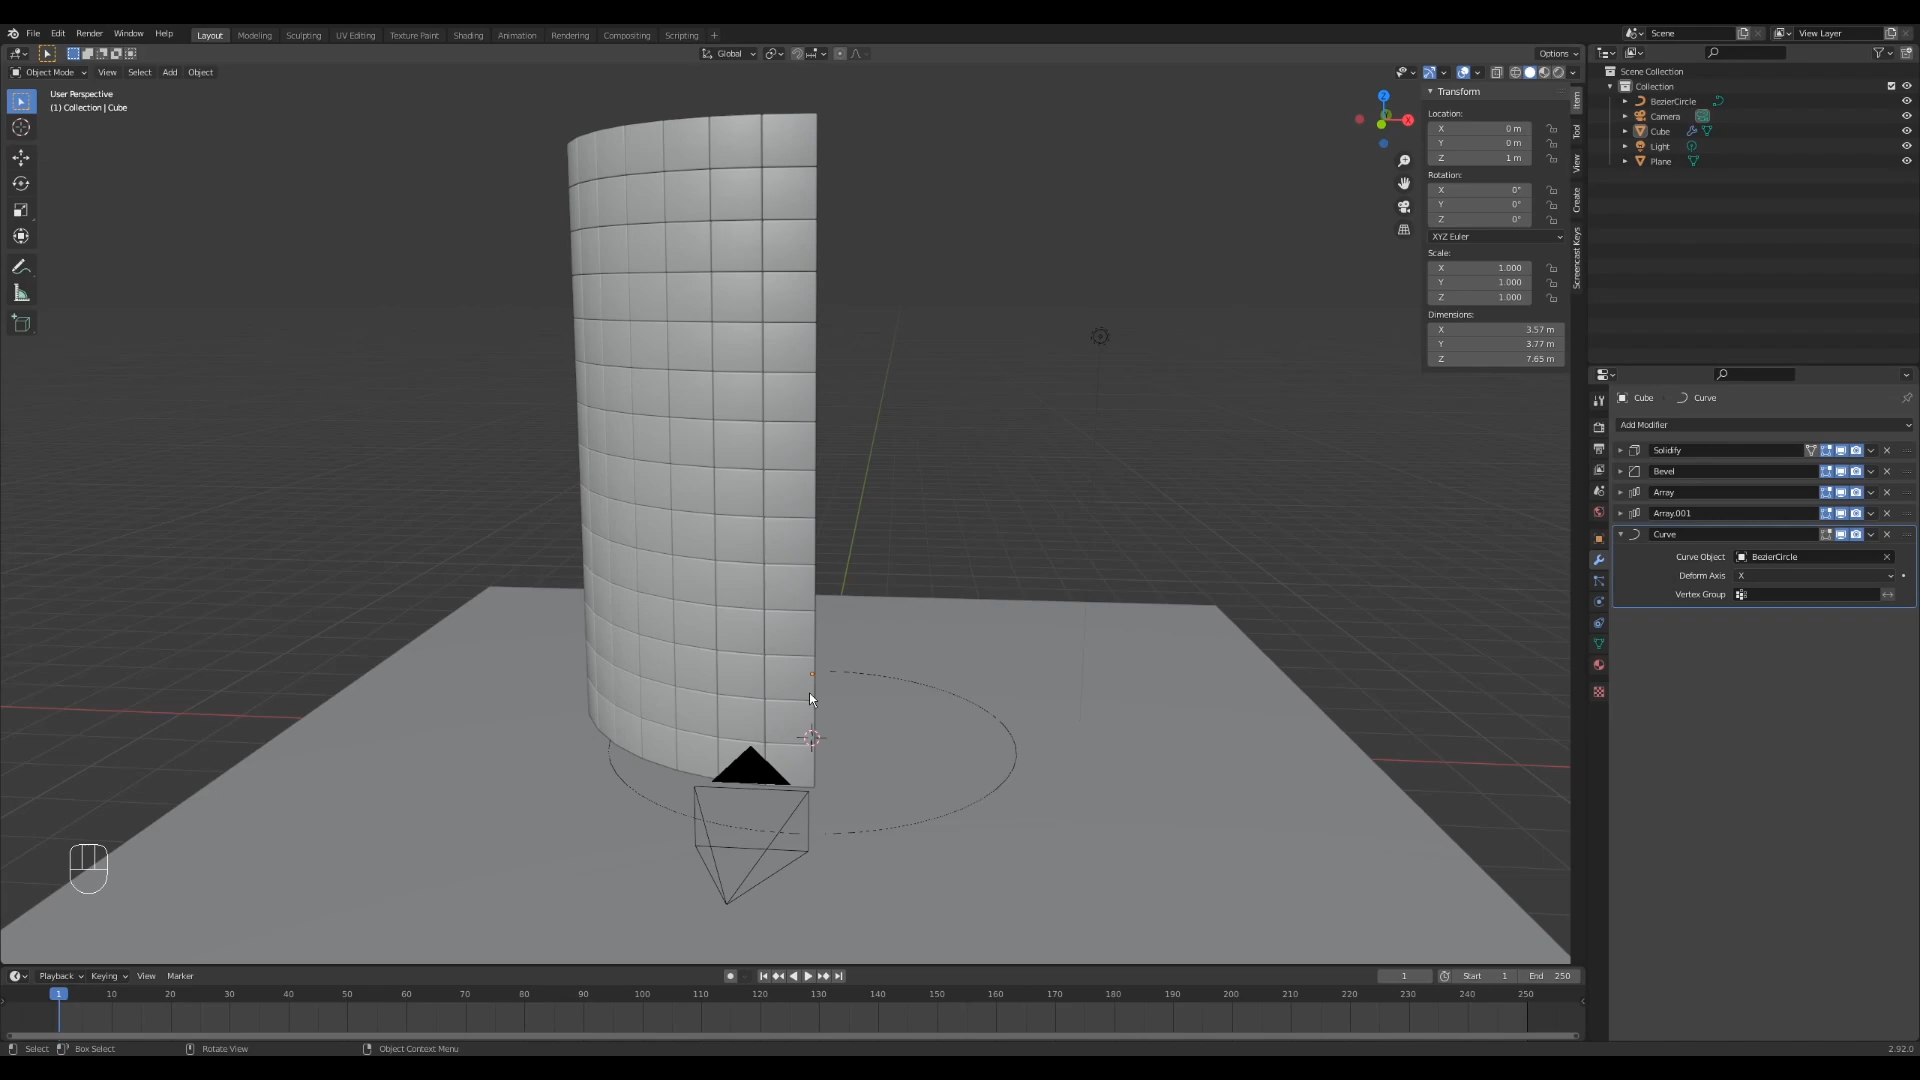 File Edit Render Window Help Layout Modeling Sculpting UV Editing Texture Paint Shading Animation Rendering Compositing Scripting + Scene View Layer
Global Options
Object Mode View Select Add Object
User Perspective
(1) Collection | Cube
Z
X
Transform
Location:
X 0 m
Y 0 m
Z 1 m
Rotation:
X 0°
Y 0°
Z 0°
XYZ Euler
Scale:
X 1.000
Y 1.000
Z 1.000
Dimensions:
X 3.57 m
Y 3.77 m
Z 7.65 m
Item
Tool
View
Create
Screencast Keys
Scene Collection
Collection
BezierCircle
Camera
Cube
Light
Plane
Cube Curve
Add Modifier
Solidify
Bevel
Array
Array.001
Curve
Curve Object BezierCircle
Deform Axis X
Vertex Group
Playback Keying View Marker 1 Start 1 End 250
1 10 20 30 40 50 60 70 80 90 100 110 120 130 140 150 160 170 180 190 200 210 220 230 240 250
Select Box Select Rotate View Object Context Menu 2.92.0